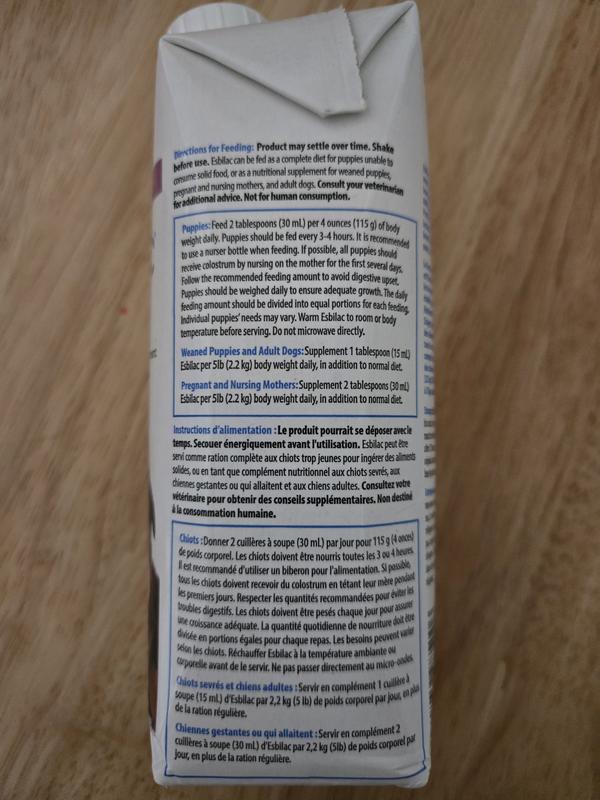 Directions for Feeding: Product may settle over time. Shake
before use. Esbilac can be fed as a complete diet for puppies unable to
consume solid food, or as a nutritional supplement for weaned puppies,
pregnant and nursing mothers, and adult dogs. Consult your veterinarian
for additional advice. Not for human consumption.
Puppies: Feed 2 tablespoons (30 mL) per 4 ounces (115 g) of body
weight daily. Puppies should be fed every 3-4 hours. It is recommended
to use a nurser bottle when feeding. If possible, all puppies should
receive colostrum by nursing on the mother for the first several days.
Follow the recommended feeding amount to avoid digestive upset.
Puppies should be weighed daily to ensure adequate growth. The daily
feeding amount should be divided into equal portions for each feeding.
Individual puppies' needs may vary. Warm Esbilac to room or body
temperature before serving. Do not microwave directly.
Weaned Puppies and Adult Dogs: Supplement 1 tablespoon (15 mL)
Esbilac per 5lb (2.2 kg) body weight daily, in addition to normal diet.
Pregnant and Nursing Mothers: Supplement 2 tablespoons (30 mL)
Esbilac per 5lb (2.2 kg) body weight daily, in addition to normal diet.
Instructions d'alimentation : Le produit pourrait se déposer avec le
temps. Secouer énergiquement avant l'utilisation. Esbilac peut être
servi comme ration complète aux chiots trop jeunes pour ingérer des aliments
solides, ou en tant que complément nutritionnel aux chiots sevrés, aux
chiennes gestantes ou qui allaitent et aux chiens adultes. Consultez votre
vétérinaire pour obtenir des conseils supplémentaires. Non destiné
à la consommation humaine.
Chiots : Donner 2 cuillères à soupe (30 mL) par jour pour 115 g (4 onces)
de poids corporel. Les chiots doivent être nourris toutes les 3 ou 4 heures.
Il est recommandé d'utiliser un biberon pour l'alimentation. Si possible,
tous les chiots doivent recevoir du colostrum en tétant leur mère pendant
les premiers jours. Respecter les quantités recommandées pour éviter les
troubles digestifs. Les chiots doivent être pesés chaque jour pour assurer
une croissance adéquate. La quantité quotidienne de nourriture doit être
divisée en portions égales pour chaque repas. Les besoins peuvent varier
selon les chiots. Réchauffer Esbilac à la température ambiante ou
corporelle avant de le servir. Ne pas passer directement au micro-ondes.
Chiots sevrés et chiens adultes : Servir en complément 1 cuillère à
soupe (15 mL) d'Esbilac par 2,2 kg (5 lb) de poids corporel par jour, en plus
de la ration régulière.
Chiennes gestantes ou qui allaitent : Servir en complément 2
cuillères à soupe (30 mL) d'Esbilac par 2,2 kg (5lb) de poids corporel par
jour, en plus de la ration régulière.